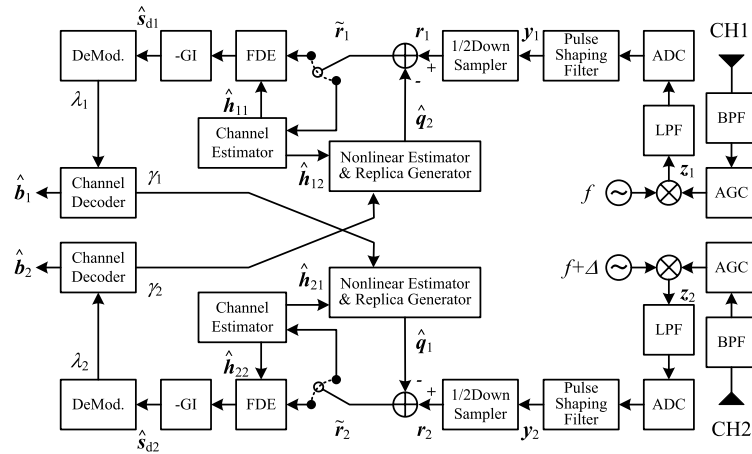 ŝd1
r̃1
r1
y1
CH1
DeMod.
-GI
FDE
1/2Down
Sampler
Pulse
Shaping
Filter
ADC
+
-
λ1
ĥ11
q̂2
LPF
BPF
Channel
Estimator
ĥ12
Nonlinear Estimator
& Replica Generator
z1
b̂1
Channel
Decoder
γ1
f
AGC
b̂2
Channel
Decoder
γ2
ĥ21
Nonlinear Estimator
& Replica Generator
f+Δ
AGC
z2
Channel
Estimator
LPF
BPF
λ2
ĥ22
q̂1
-
+
DeMod.
-GI
FDE
1/2Down
Sampler
Pulse
Shaping
Filter
ADC
ŝd2
r̃2
r2
y2
CH2